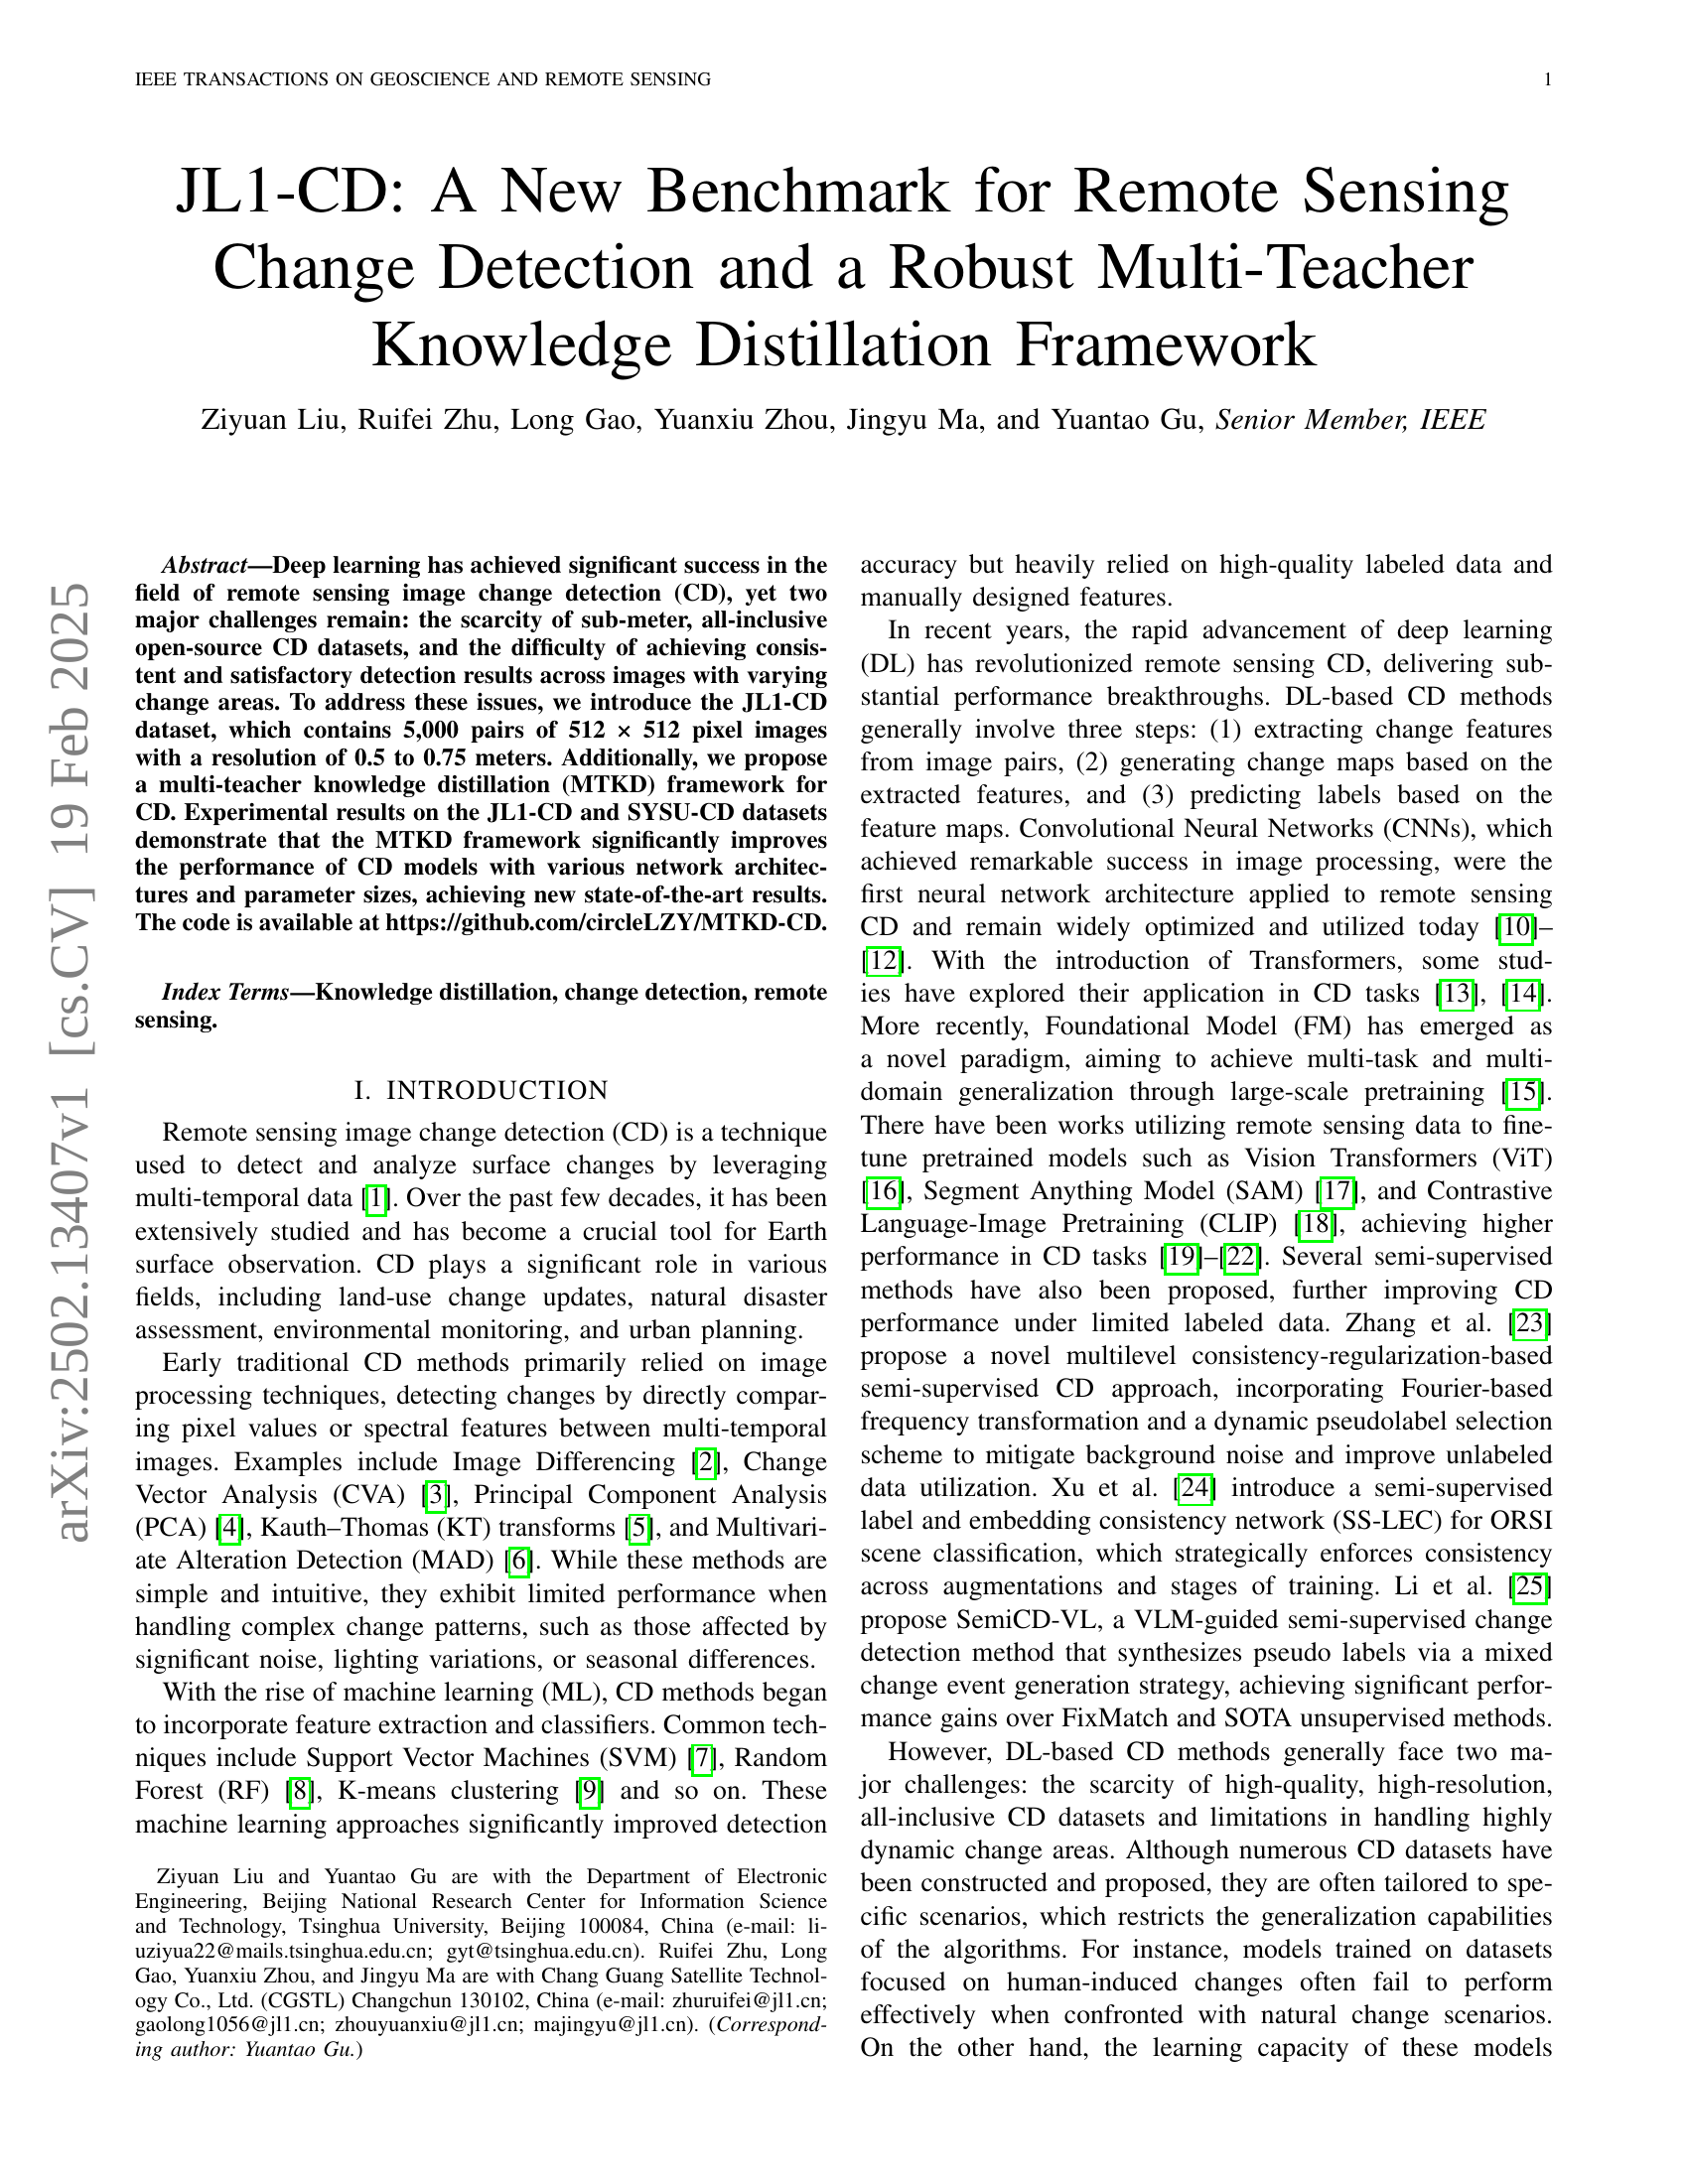 IEEE TRANSACTIONS ON GEOSCIENCE AND REMOTE SENSING
1
JL1-CD: A New Benchmark for Remote Sensing
Change Detection and a Robust Multi-Teacher
Knowledge Distillation Framework
Ziyuan Liu, Ruifei Zhu, Long Gao, Yuanxiu Zhou, Jingyu Ma, and Yuantao Gu, Senior Member, IEEE
arXiv:2502.13407v1 [cs.CV] 19 Feb 2025
Abstract—Deep learning has achieved significant success in the
field of remote sensing image change detection (CD), yet two
major challenges remain: the scarcity of sub-meter, all-inclusive
open-source CD datasets, and the difficulty of achieving consis-
tent and satisfactory detection results across images with varying
change areas. To address these issues, we introduce the JL1-CD
dataset, which contains 5,000 pairs of 512 × 512 pixel images
with a resolution of 0.5 to 0.75 meters. Additionally, we propose
a multi-teacher knowledge distillation (MTKD) framework for
CD. Experimental results on the JL1-CD and SYSU-CD datasets
demonstrate that the MTKD framework significantly improves
the performance of CD models with various network architec-
tures and parameter sizes, achieving new state-of-the-art results.
The code is available at https://github.com/circleLZY/MTKD-CD.
Index Terms—Knowledge distillation, change detection, remote
sensing.
I. INTRODUCTION
Remote sensing image change detection (CD) is a technique
used to detect and analyze surface changes by leveraging
multi-temporal data [1]. Over the past few decades, it has been
extensively studied and has become a crucial tool for Earth
surface observation. CD plays a significant role in various
fields, including land-use change updates, natural disaster
assessment, environmental monitoring, and urban planning.
Early traditional CD methods primarily relied on image
processing techniques, detecting changes by directly compar-
ing pixel values or spectral features between multi-temporal
images. Examples include Image Differencing [2], Change
Vector Analysis (CVA) [3], Principal Component Analysis
(PCA) [4], Kauth–Thomas (KT) transforms [5], and Multivari-
ate Alteration Detection (MAD) [6]. While these methods are
simple and intuitive, they exhibit limited performance when
handling complex change patterns, such as those affected by
significant noise, lighting variations, or seasonal differences.
With the rise of machine learning (ML), CD methods began
to incorporate feature extraction and classifiers. Common tech-
niques include Support Vector Machines (SVM) [7], Random
Forest (RF) [8], K-means clustering [9] and so on. These
machine learning approaches significantly improved detection
Ziyuan Liu and Yuantao Gu are with the Department of Electronic
Engineering, Beijing National Research Center for Information Science
and Technology, Tsinghua University, Beijing 100084, China (e-mail: li-
uziyua22@mails.tsinghua.edu.cn; gyt@tsinghua.edu.cn). Ruifei Zhu, Long
Gao, Yuanxiu Zhou, and Jingyu Ma are with Chang Guang Satellite Technol-
ogy Co., Ltd. (CGSTL) Changchun 130102, China (e-mail: zhuruifei@jl1.cn;
gaolong1056@jl1.cn; zhouyuanxiu@jl1.cn; majingyu@jl1.cn). (Correspond-
ing author: Yuantao Gu.)
accuracy but heavily relied on high-quality labeled data and
manually designed features.
In recent years, the rapid advancement of deep learning
(DL) has revolutionized remote sensing CD, delivering sub-
stantial performance breakthroughs. DL-based CD methods
generally involve three steps: (1) extracting change features
from image pairs, (2) generating change maps based on the
extracted features, and (3) predicting labels based on the
feature maps. Convolutional Neural Networks (CNNs), which
achieved remarkable success in image processing, were the
first neural network architecture applied to remote sensing
CD and remain widely optimized and utilized today [10]–
[12]. With the introduction of Transformers, some stud-
ies have explored their application in CD tasks [13], [14].
More recently, Foundational Model (FM) has emerged as
a novel paradigm, aiming to achieve multi-task and multi-
domain generalization through large-scale pretraining [15].
There have been works utilizing remote sensing data to fine-
tune pretrained models such as Vision Transformers (ViT)
[16], Segment Anything Model (SAM) [17], and Contrastive
Language-Image Pretraining (CLIP) [18], achieving higher
performance in CD tasks [19]–[22]. Several semi-supervised
methods have also been proposed, further improving CD
performance under limited labeled data. Zhang et al. [23]
propose a novel multilevel consistency-regularization-based
semi-supervised CD approach, incorporating Fourier-based
frequency transformation and a dynamic pseudolabel selection
scheme to mitigate background noise and improve unlabeled
data utilization. Xu et al. [24] introduce a semi-supervised
label and embedding consistency network (SS-LEC) for ORSI
scene classification, which strategically enforces consistency
across augmentations and stages of training. Li et al. [25]
propose SemiCD-VL, a VLM-guided semi-supervised change
detection method that synthesizes pseudo labels via a mixed
change event generation strategy, achieving significant perfor-
mance gains over FixMatch and SOTA unsupervised methods.
However, DL-based CD methods generally face two ma-
jor challenges: the scarcity of high-quality, high-resolution,
all-inclusive CD datasets and limitations in handling highly
dynamic change areas. Although numerous CD datasets have
been constructed and proposed, they are often tailored to spe-
cific scenarios, which restricts the generalization capabilities
of the algorithms. For instance, models trained on datasets
focused on human-induced changes often fail to perform
effectively when confronted with natural change scenarios.
On the other hand, the learning capacity of these models